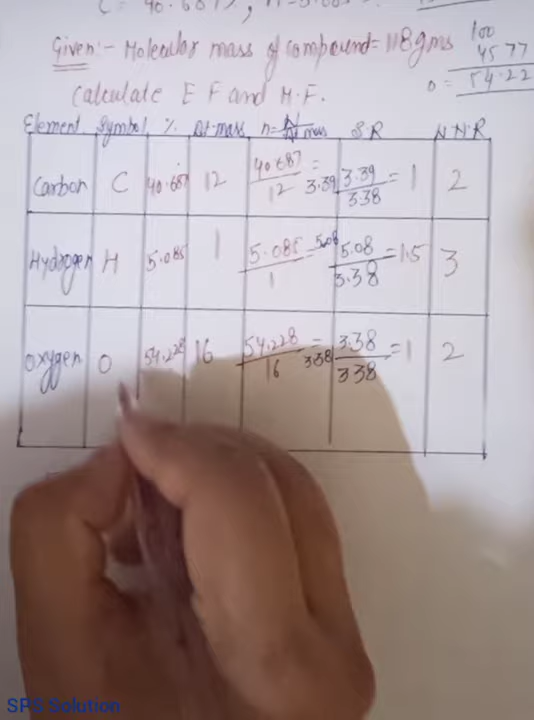 C = 40.687%,
Given:- Molecular mass of compound = 118 gms
100
45 77
0 = 54.22
Calculate E F and M.F.
Element Symbol % At.mass n = % / At mass S.R N.N.R
Carbon C 40.687 12 40.687/12 = 3.39 3.39/3.38 = 1 2
Hydrogen H 5.085 1 5.085/1 = 5.08 5.08/3.38 = 1.5 3
Oxygen O 54.228 16 54.228/16 = 3.38 3.38/3.38 = 1 2
SPS Solution